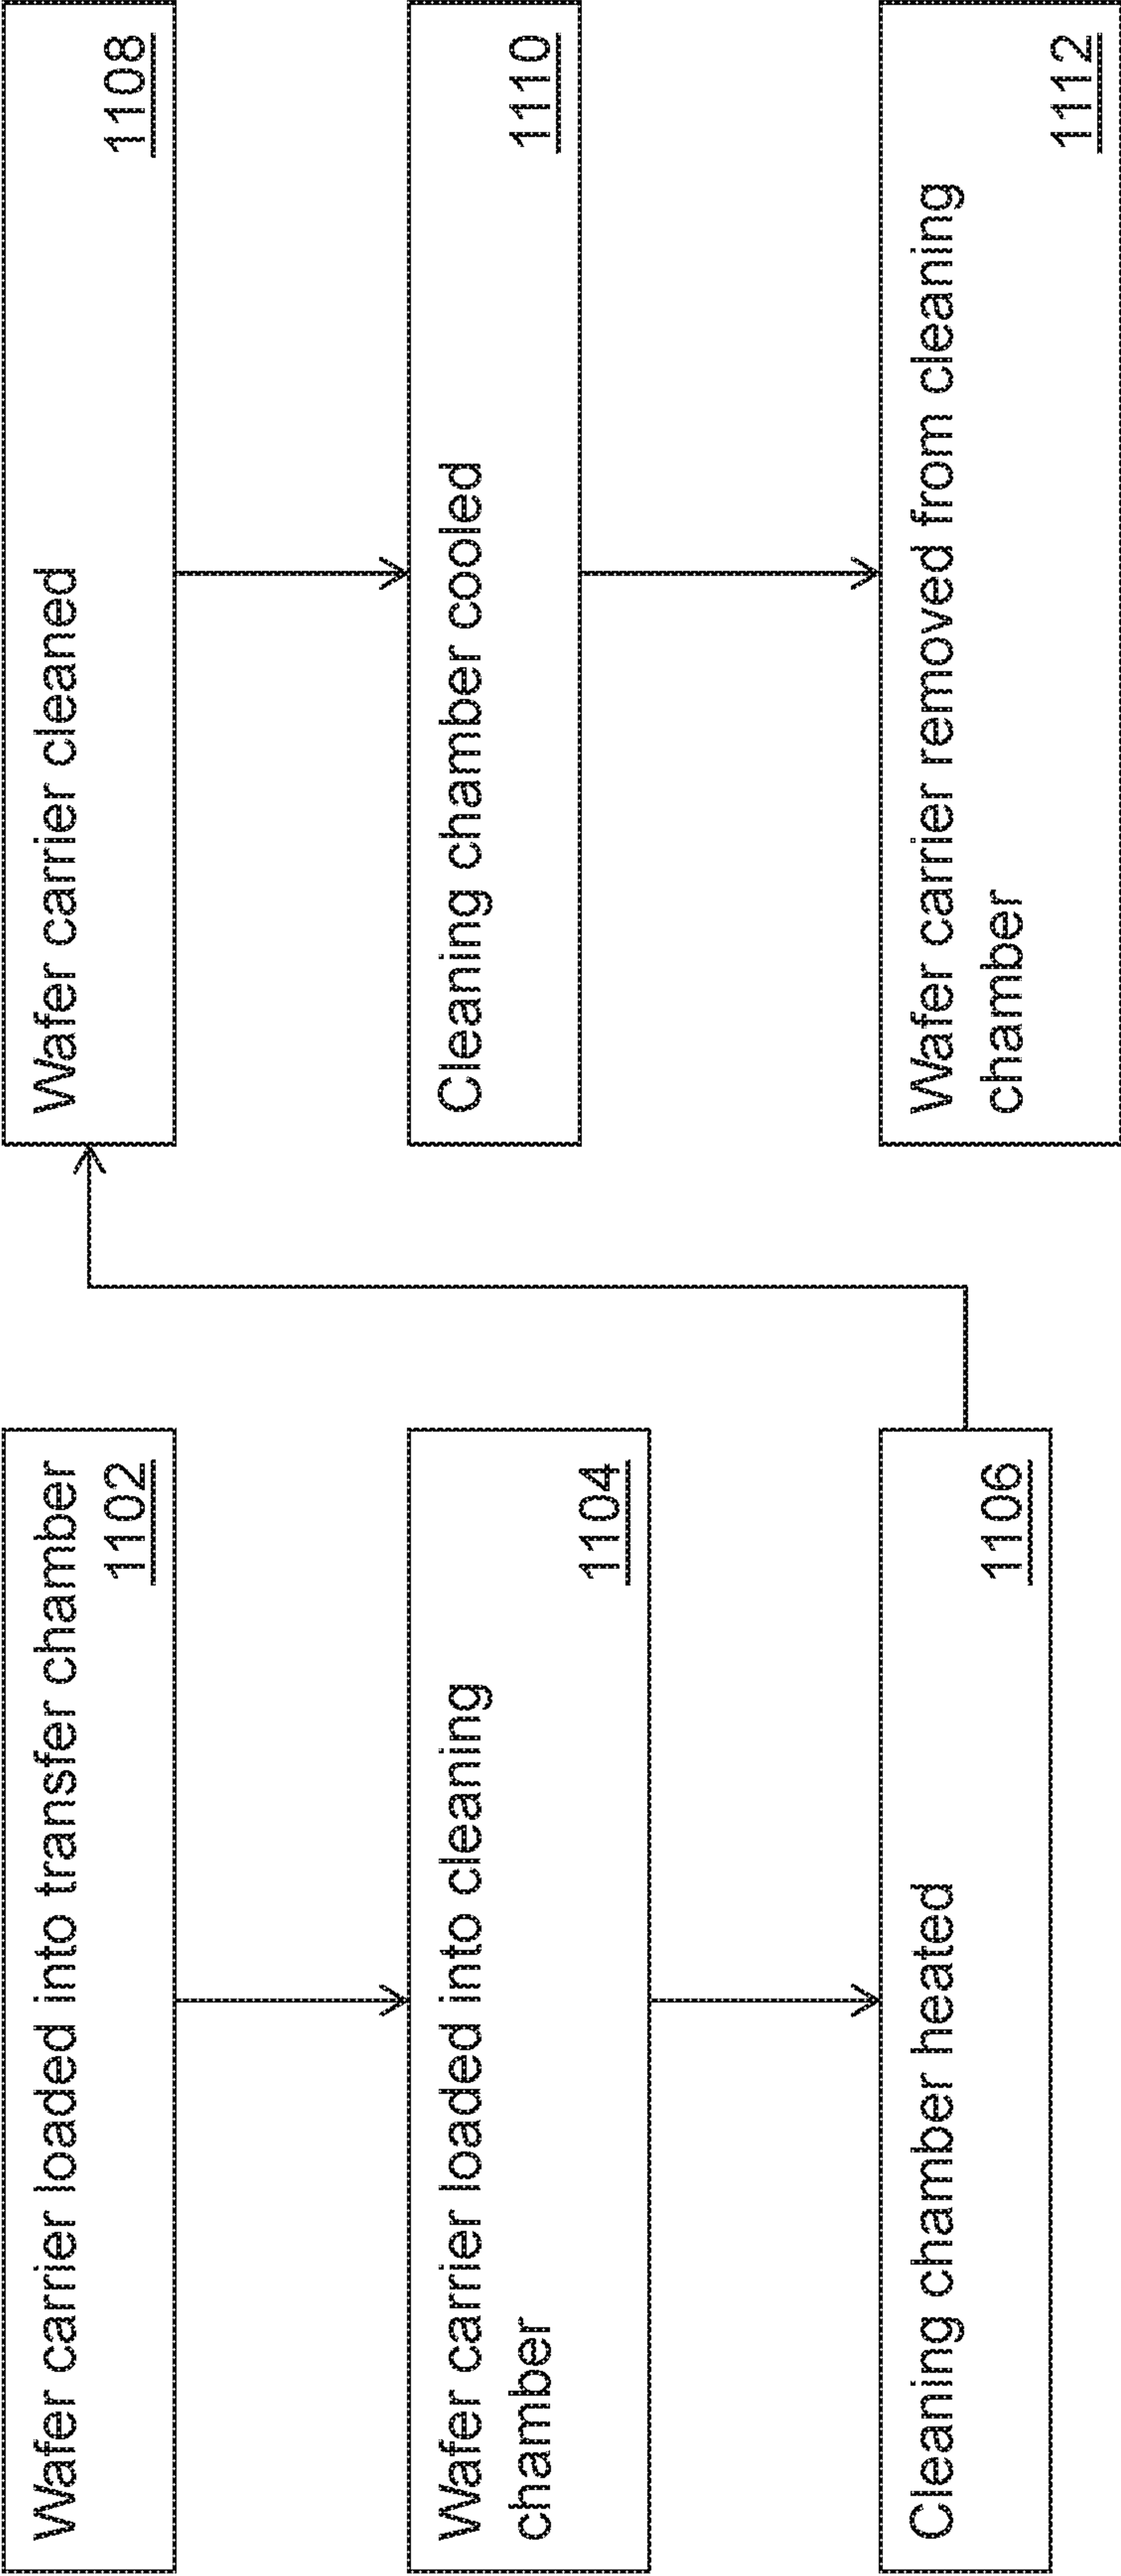 Wafer carrier loaded into transfer chamber
1102
Wafer carrier loaded into cleaning
chamber
1104
Cleaning chamber heated
1106
Wafer carrier cleaned
1108
Cleaning chamber cooled
1110
Wafer carrier removed from cleaning
chamber
1112